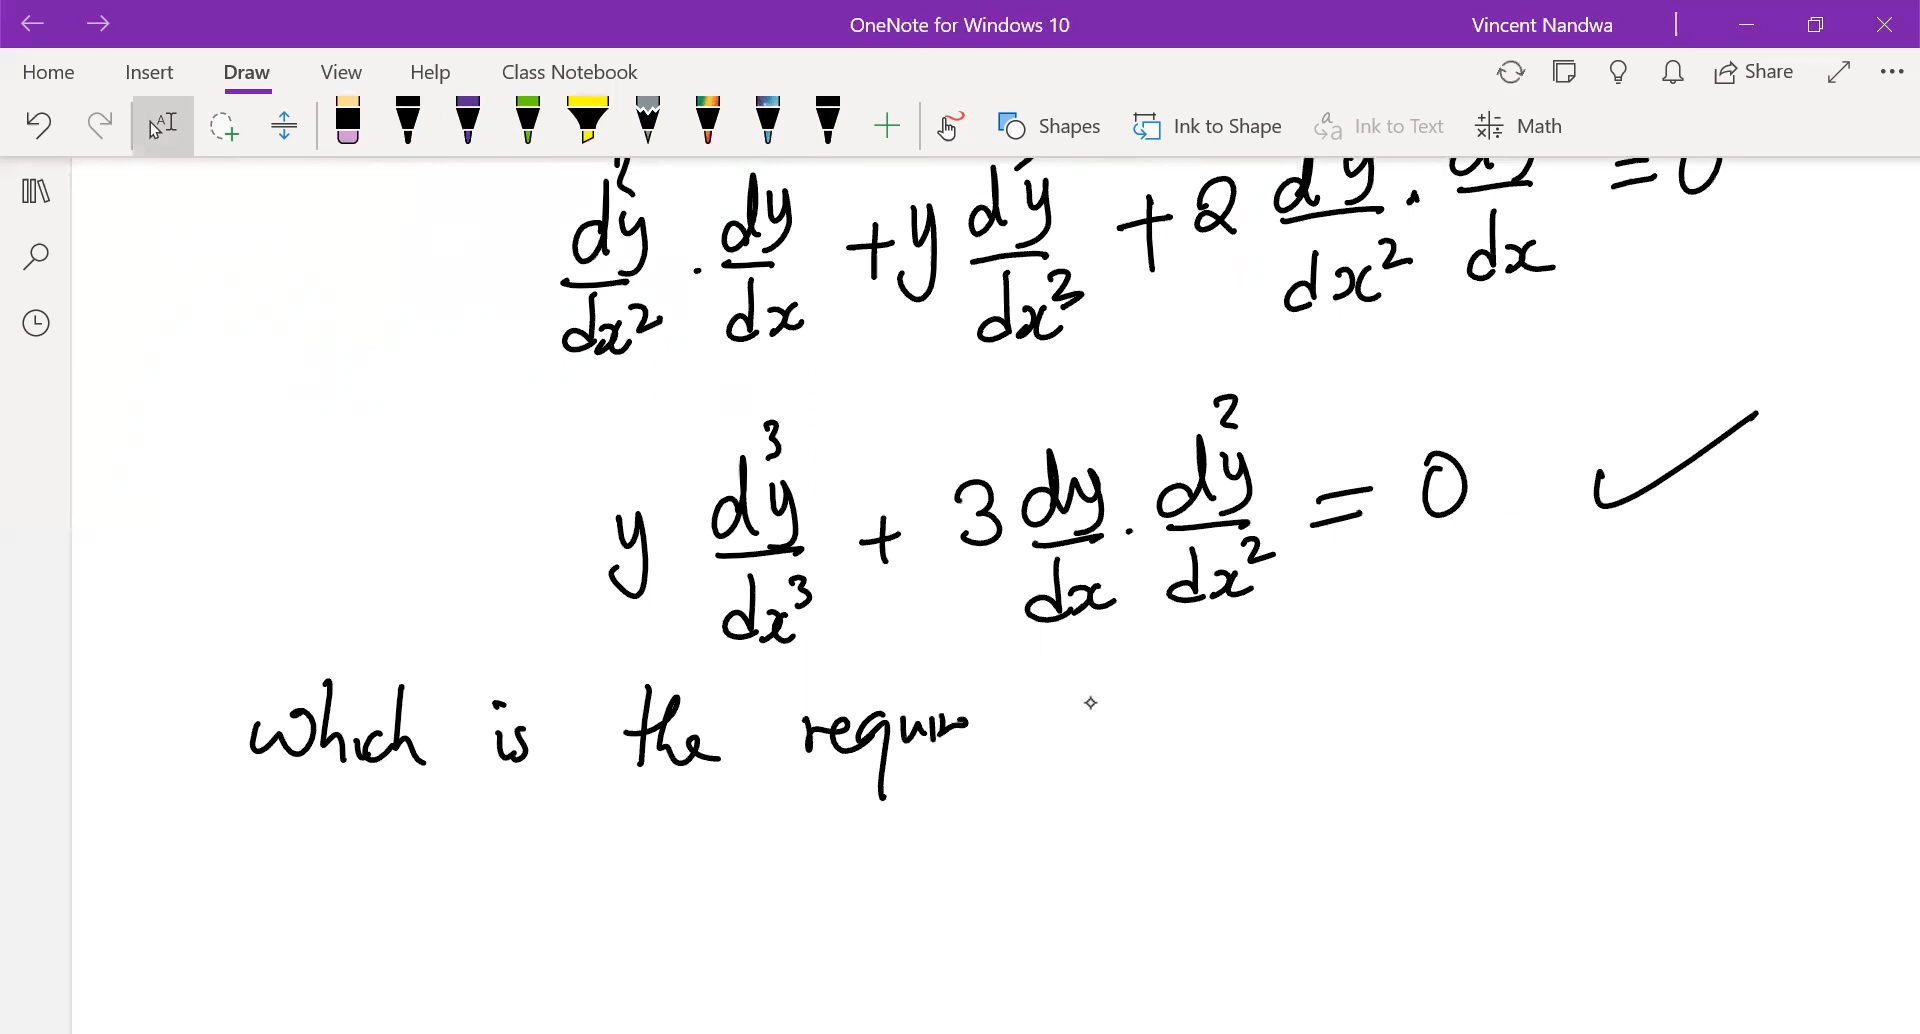 OneNote for Windows 10
Vincent Nandwa
Home Insert Draw View Help Class Notebook
Share
Shapes Ink to Shape Ink to Text Math
d²y/dx² · dy/dx + y d³y/dx³ + 2 d²y/dx² · dy/dx = 0
y d³y/dx³ + 3 dy/dx · d²y/dx² = 0 ✓
which is the requir